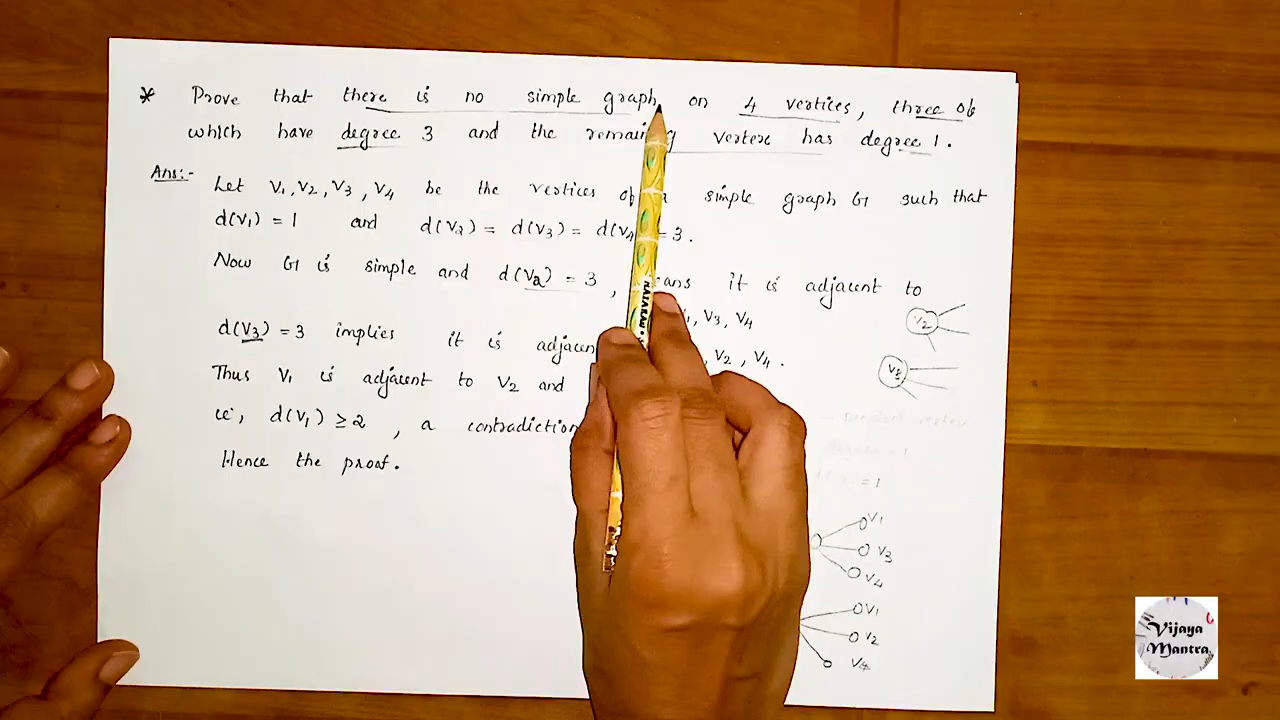 * Prove that there is no simple graph on 4 vertices, three of
which have degree 3 and the remaining vertex has degree 1.
Ans:-
Let V1, V2, V3, V4 be the vertices of simple graph G such that
d(V1) = 1 and d(V2) = d(V3) = d(V4 = 3.
Now G is simple and d(V2) = 3, it is adjacent to
V3, V4
V2
d(V3) = 3 implies it is adjacen
, V2, V4.
V3
Thus V1 is adjacent to V2 and
ie, d(V1) ≥ 2, a contradiction
Hence the proof.
= 1
V1
V3
V4
V1
V2
V4
Vijaya
Mantra